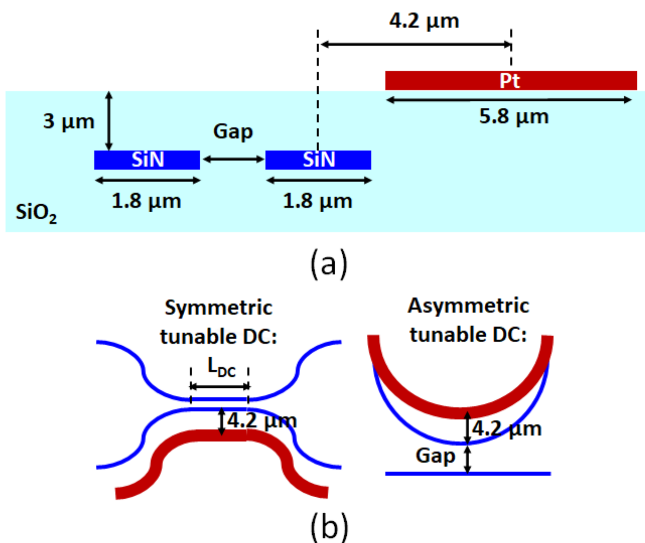 4.2 µm
Pt
3 µm
Gap
5.8 µm
SiN
SiN
1.8 µm
1.8 µm
SiO₂
(a)
Symmetric
tunable DC:
L_DC
4.2 µm
Asymmetric
tunable DC:
4.2 µm
Gap
(b)